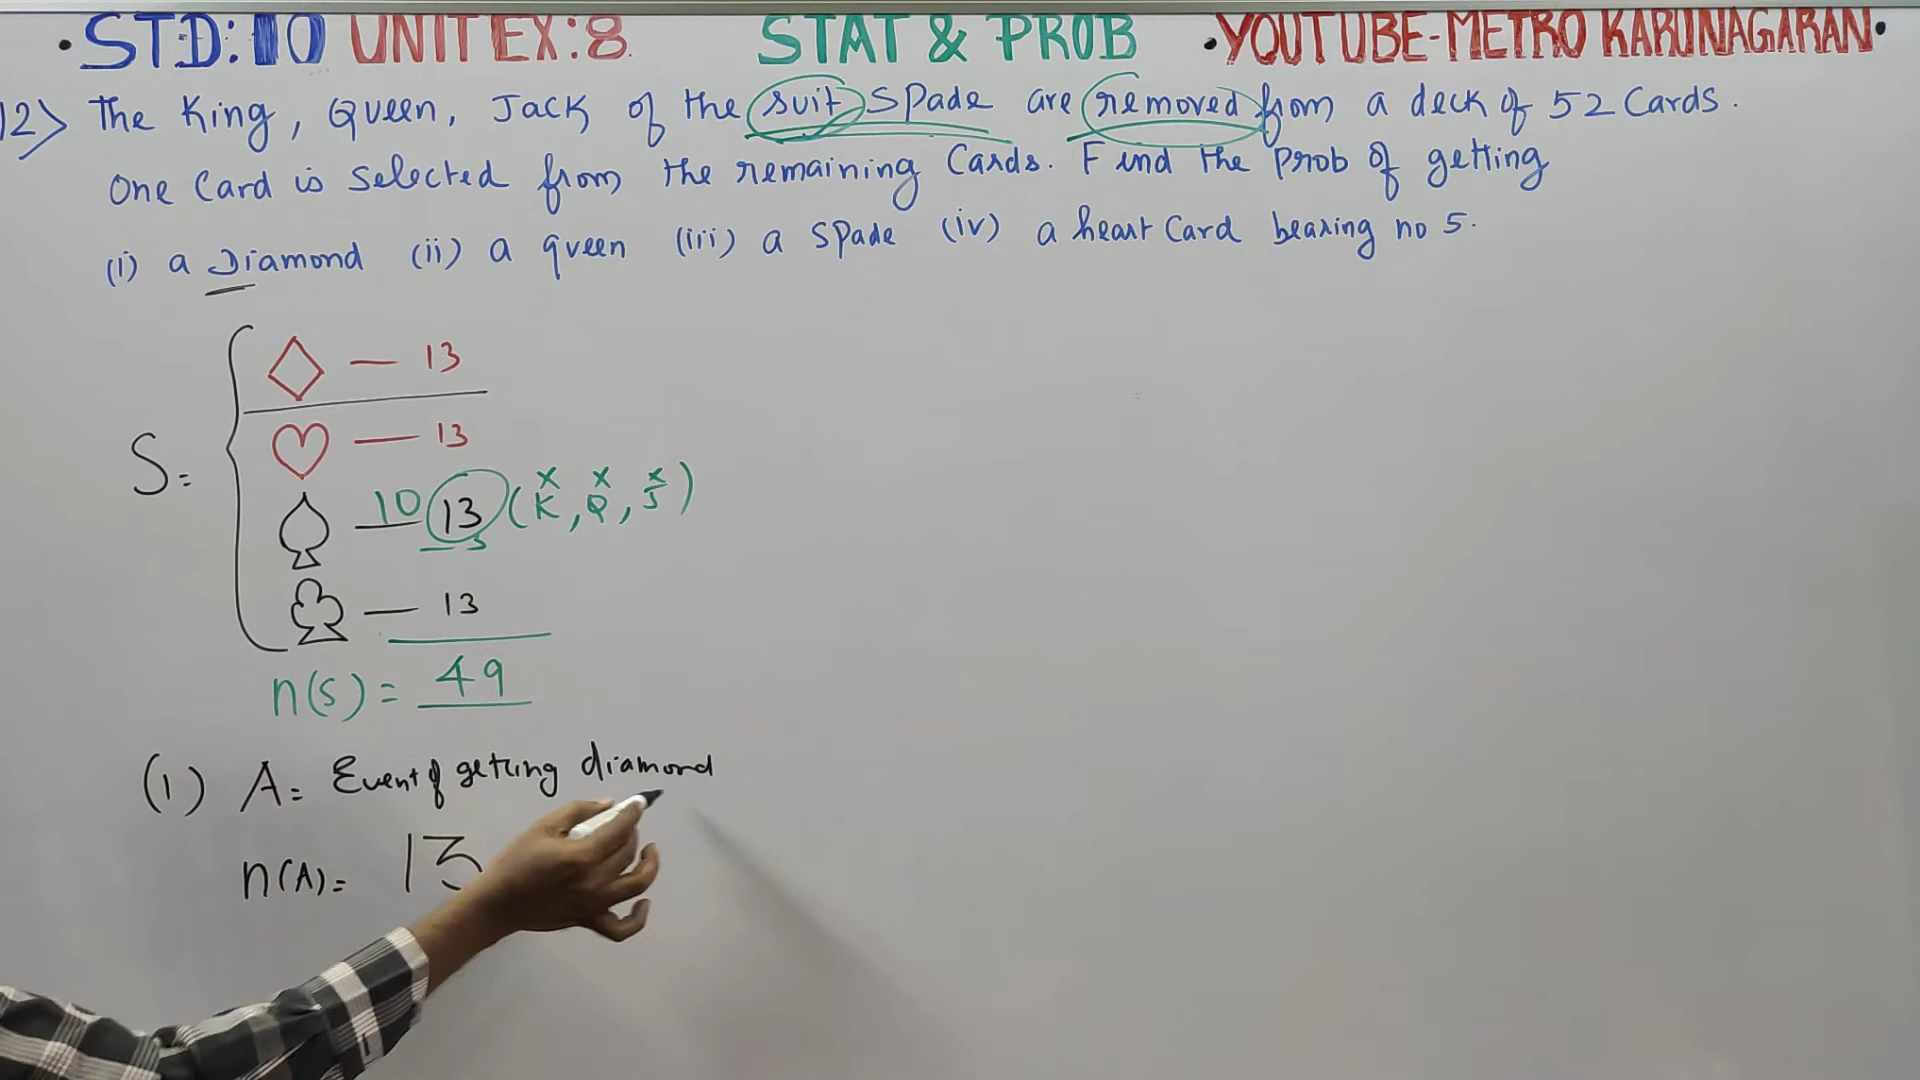 •STD:10 UNIT EX:8. STAT & PROB •YOUTUBE-METRO KARUNAGARAN•
12> The King, Queen, Jack of the suit spade are removed from a deck of 52 Cards.
One Card is selected from the remaining Cards. Find the prob of getting
(i) a Diamond (ii) a queen (iii) a spade (iv) a heart Card bearing no 5.
◇ — 13
♡ — 13
S=
♤ — 10 13 (K, Q, J)
x x x
- 3
♧ — 13
n(S) = 49
(1) A= Event of getting diamond
n(A)= 13